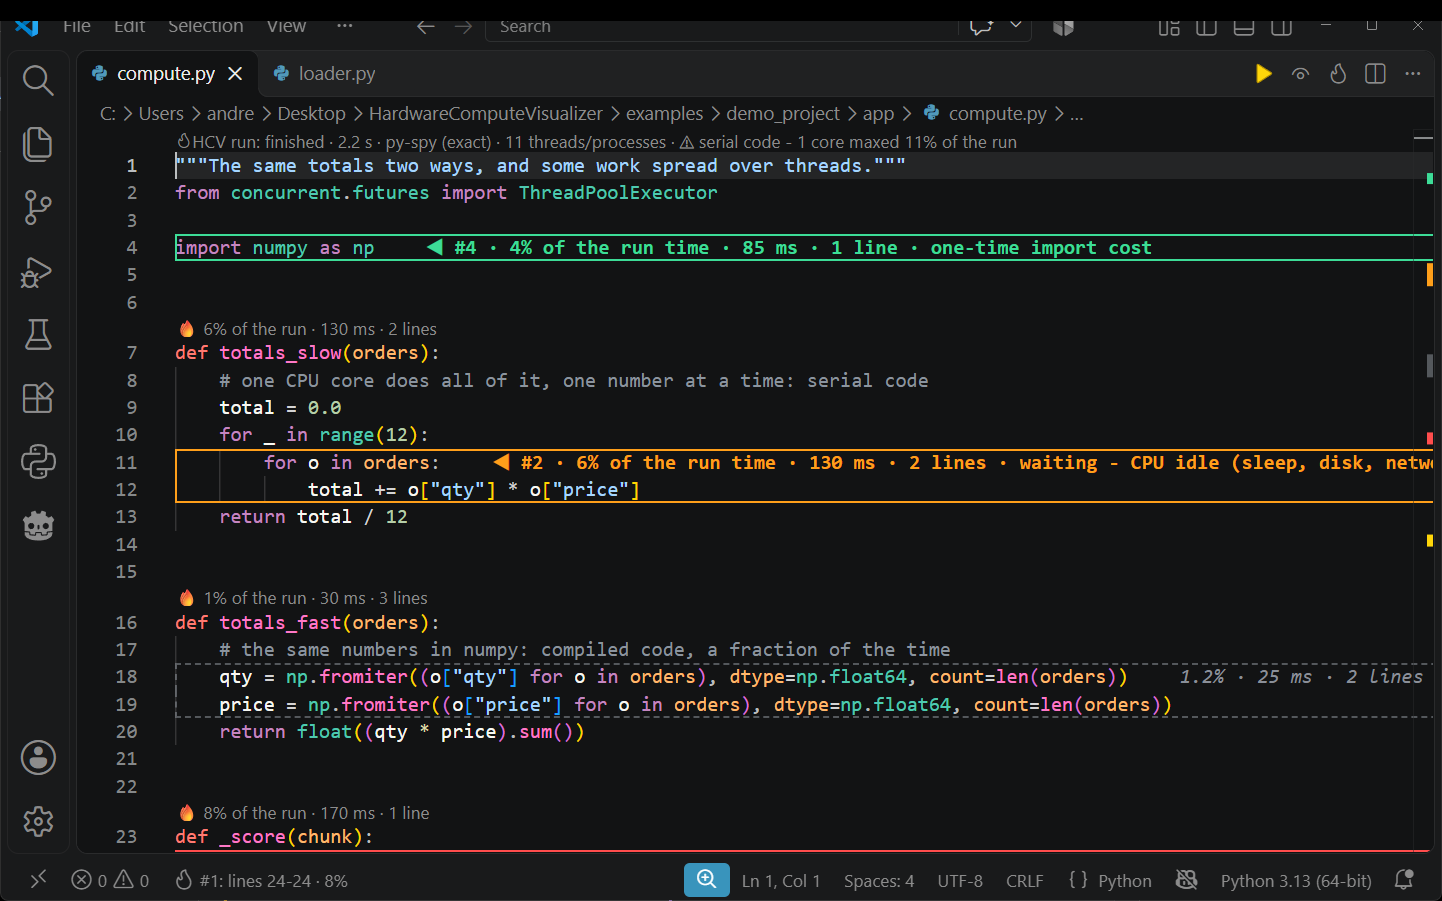 File Edit Selection View ··· Search
compute.py loader.py
C: > Users > andre > Desktop > HardwareComputeVisualizer > examples > demo_project > app > compute.py > ...
HCV run: finished · 2.2 s · py-spy (exact) · 11 threads/processes · ⚠ serial code - 1 core maxed 11% of the run
1 """The same totals two ways, and some work spread over threads."""
2 from concurrent.futures import ThreadPoolExecutor
3
4 import numpy as np ◀ #4 · 4% of the run time · 85 ms · 1 line · one-time import cost
5
6
🔥 6% of the run · 130 ms · 2 lines
7 def totals_slow(orders):
8 # one CPU core does all of it, one number at a time: serial code
9 total = 0.0
10 for _ in range(12):
11 for o in orders: ◀ #2 · 6% of the run time · 130 ms · 2 lines · waiting - CPU idle (sleep, disk, netw
12 total += o["qty"] * o["price"]
13 return total / 12
14
15
🔥 1% of the run · 30 ms · 3 lines
16 def totals_fast(orders):
17 # the same numbers in numpy: compiled code, a fraction of the time
18 qty = np.fromiter((o["qty"] for o in orders), dtype=np.float64, count=len(orders)) 1.2% · 25 ms · 2 lines
19 price = np.fromiter((o["price"] for o in orders), dtype=np.float64, count=len(orders))
20 return float((qty * price).sum())
21
22
🔥 8% of the run · 170 ms · 1 line
23 def _score(chunk):
0 0 #1: lines 24-24 · 8% Ln 1, Col 1 Spaces: 4 UTF-8 CRLF {} Python Python 3.13 (64-bit)